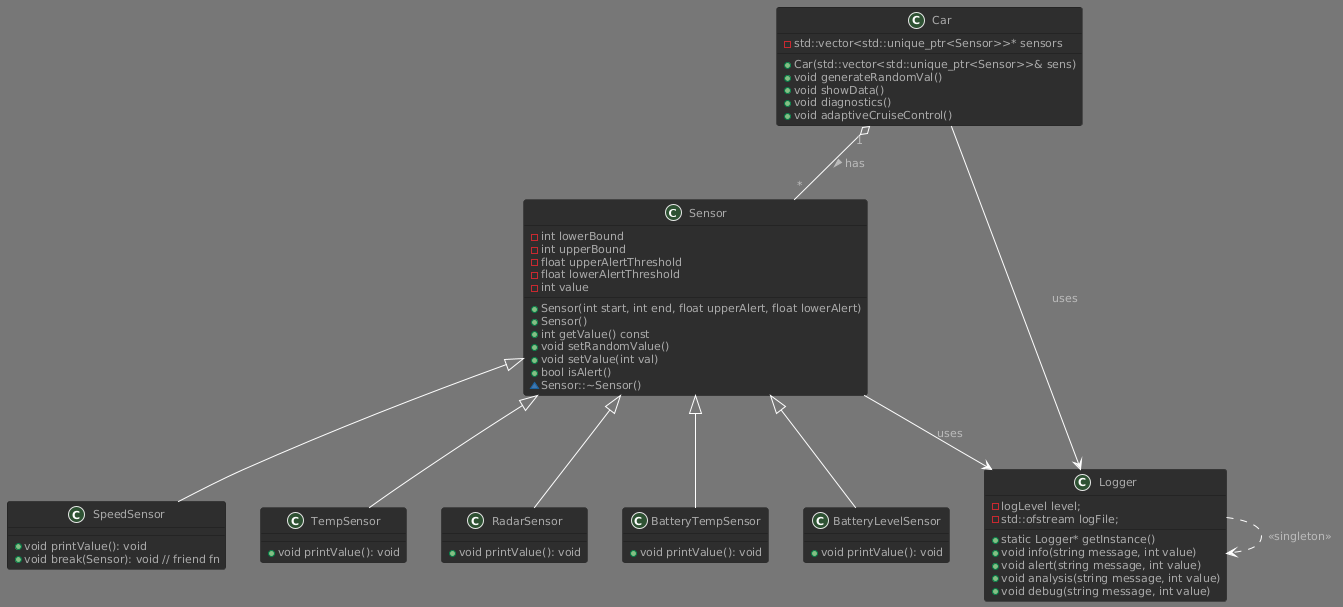 C Car
std::vector<std::unique_ptr<Sensor>>* sensors
Car(std::vector<std::unique_ptr<Sensor>>& sens)
void generateRandomVal()
void showData()
void diagnostics()
void adaptiveCruiseControl()
1
has
*
C Sensor
int lowerBound
int upperBound
float upperAlertThreshold
float lowerAlertThreshold
int value
Sensor(int start, int end, float upperAlert, float lowerAlert)
Sensor()
int getValue() const
void setRandomValue()
void setValue(int val)
bool isAlert()
Sensor::~Sensor()
uses
uses
C SpeedSensor
void printValue(): void
void break(Sensor): void // friend fn
C TempSensor
void printValue(): void
C RadarSensor
void printValue(): void
C BatteryTempSensor
void printValue(): void
C BatteryLevelSensor
void printValue(): void
C Logger
logLevel level;
std::ofstream logFile;
static Logger* getInstance()
void info(string message, int value)
void alert(string message, int value)
void analysis(string message, int value)
void debug(string message, int value)
«singleton»